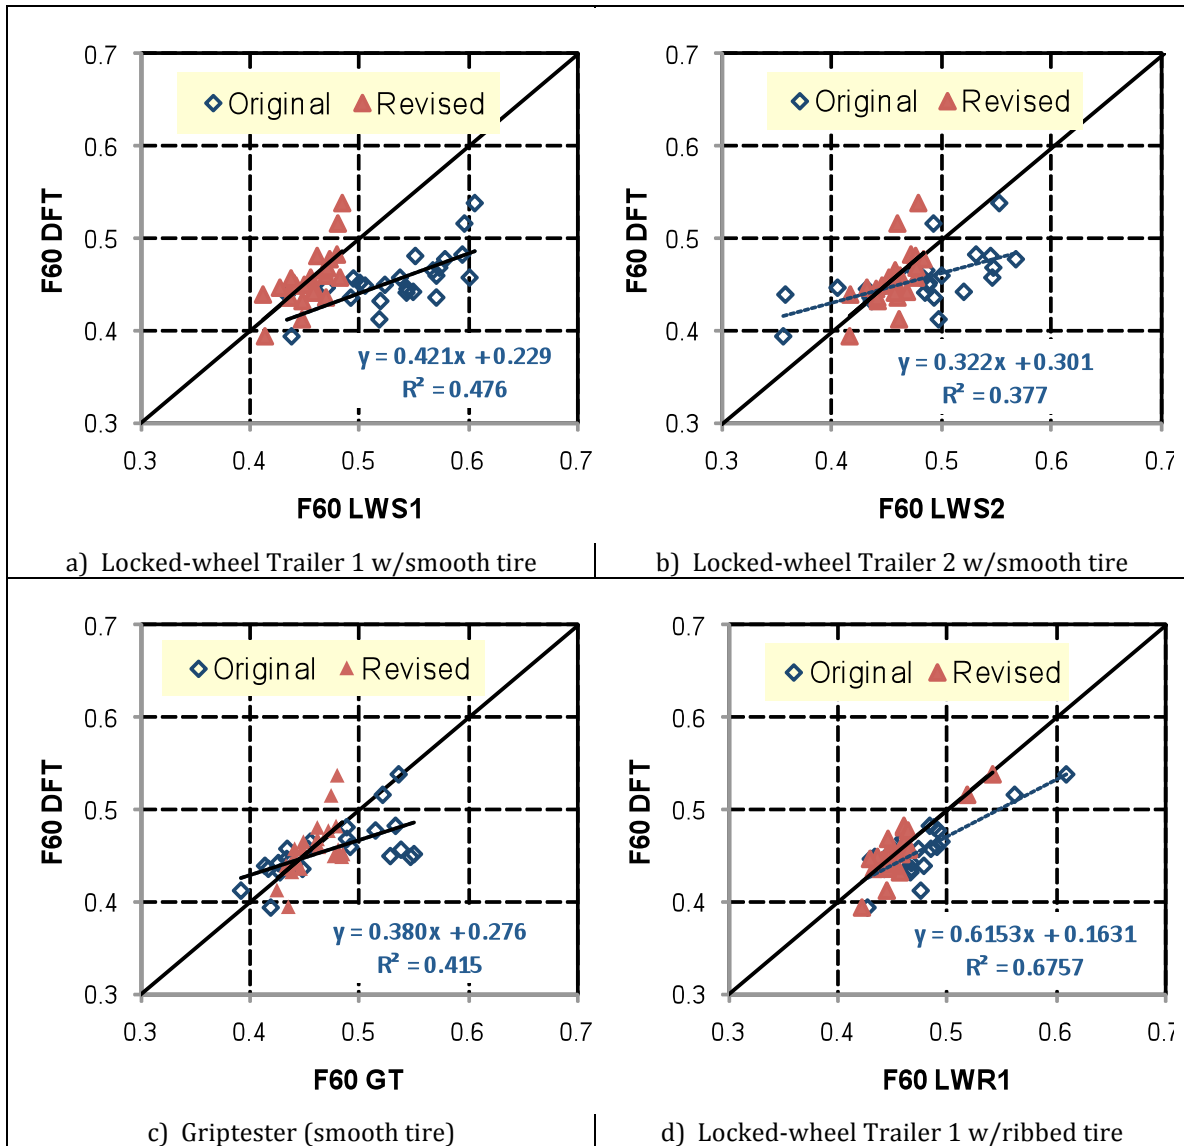 0.7
Original Revised
0.6
0.5
0.4
0.3
F60 DFT
y = 0.421x + 0.229
R² = 0.476
0.3 0.4 0.5 0.6 0.7
F60 LWS1
a) Locked-wheel Trailer 1 w/smooth tire
0.7
Original Revised
0.6
0.5
0.4
0.3
F60 DFT
y = 0.322x + 0.301
R² = 0.377
0.3 0.4 0.5 0.6 0.7
F60 LWS2
b) Locked-wheel Trailer 2 w/smooth tire
0.7
Original Revised
0.6
0.5
0.4
0.3
F60 DFT
y = 0.380x + 0.276
R² = 0.415
0.3 0.4 0.5 0.6 0.7
F60 GT
c) Griptester (smooth tire)
0.7
Original Revised
0.6
0.5
0.4
0.3
F60 DFT
y = 0.6153x + 0.1631
R² = 0.6757
0.3 0.4 0.5 0.6 0.7
F60 LWR1
d) Locked-wheel Trailer 1 w/ribbed tire